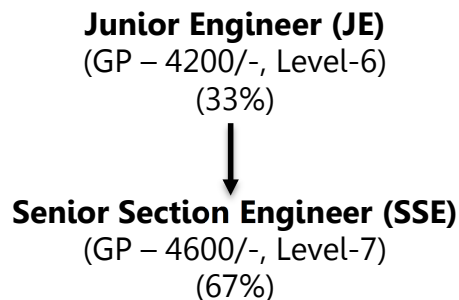 Junior Engineer (JE)
(GP – 4200/-, Level-6)
(33%)
Senior Section Engineer (SSE)
(GP – 4600/-, Level-7)
(67%)